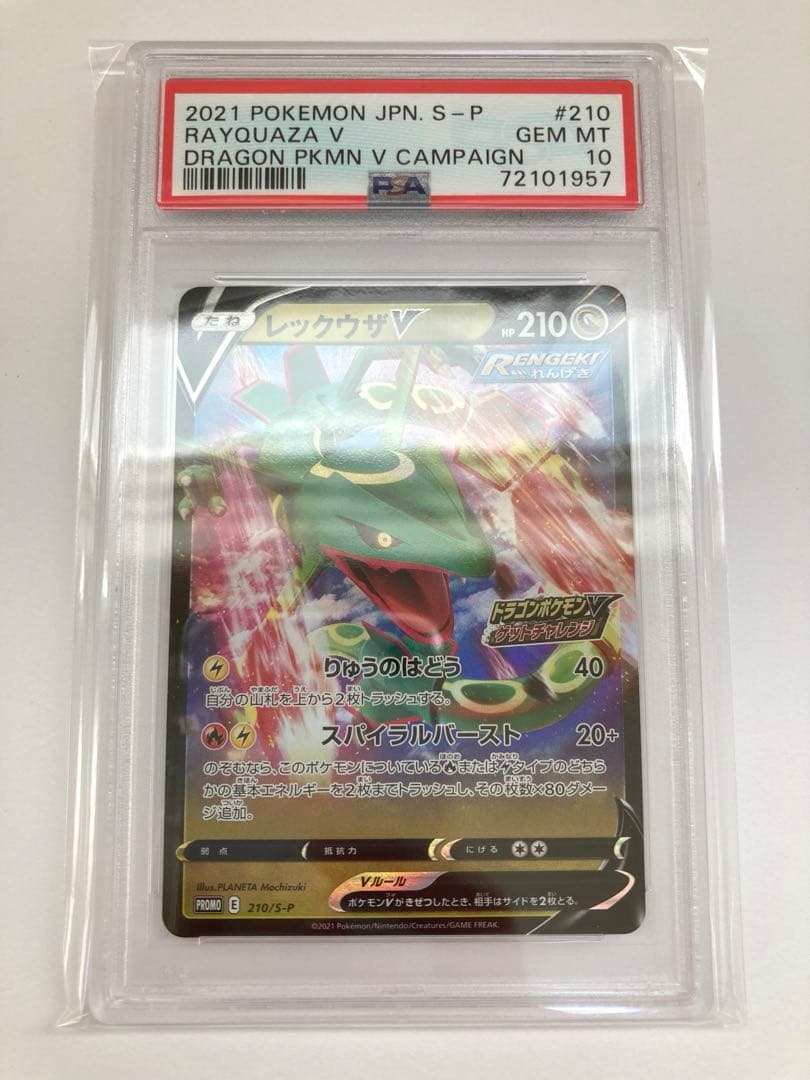 2021 POKEMON JPN. S-P #210
RAYQUAZA V GEM MT
DRAGON PKMN V CAMPAIGN 10
PSA 72101957
たね レックウザV HP 210
RENGEKI
れんげき
ドラゴンポケモンV
ゲットチャレンジ
りゅうのはどう 40
自分の山札を上から2枚トラッシュする。
スパイラルバースト 20+
のぞむなら、このポケモンについている またはタイプのどちら
かの基本エネルギーを2枚までトラッシュし、その枚数×80ダメー
ジ追加。
弱点 抵抗力 にげる
Vルール
ポケモンVがきぜつしたとき、相手はサイドを2枚とる。
Illus.PLANETA Mochizuki
PROMO E 210/S-P
©2021 Pokémon/Nintendo/Creatures/GAME FREAK.